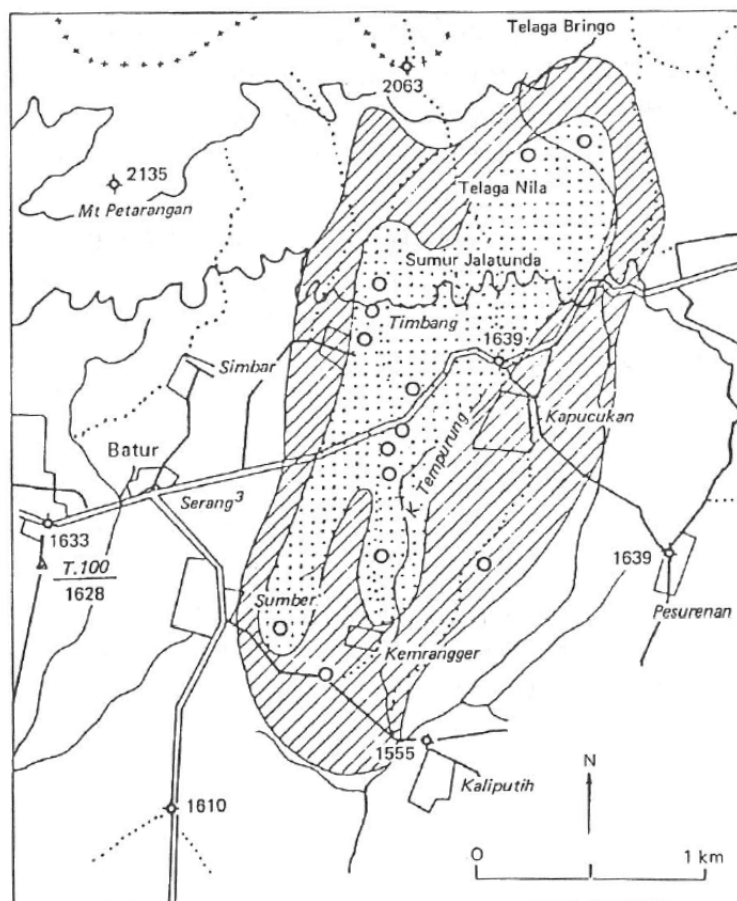 Telaga Bringo
2063
2135
Mt Petarangan
Telaga Nila
Sumur Jalatunda
Timbang
1639
Simbar
Kapucukan
Batur
K. Tempurung
Serang3
1633
T.100
1628
1639
Sumber
Pesurenan
Kemrangger
1555
Kaliputih
N
1610
0 1 km